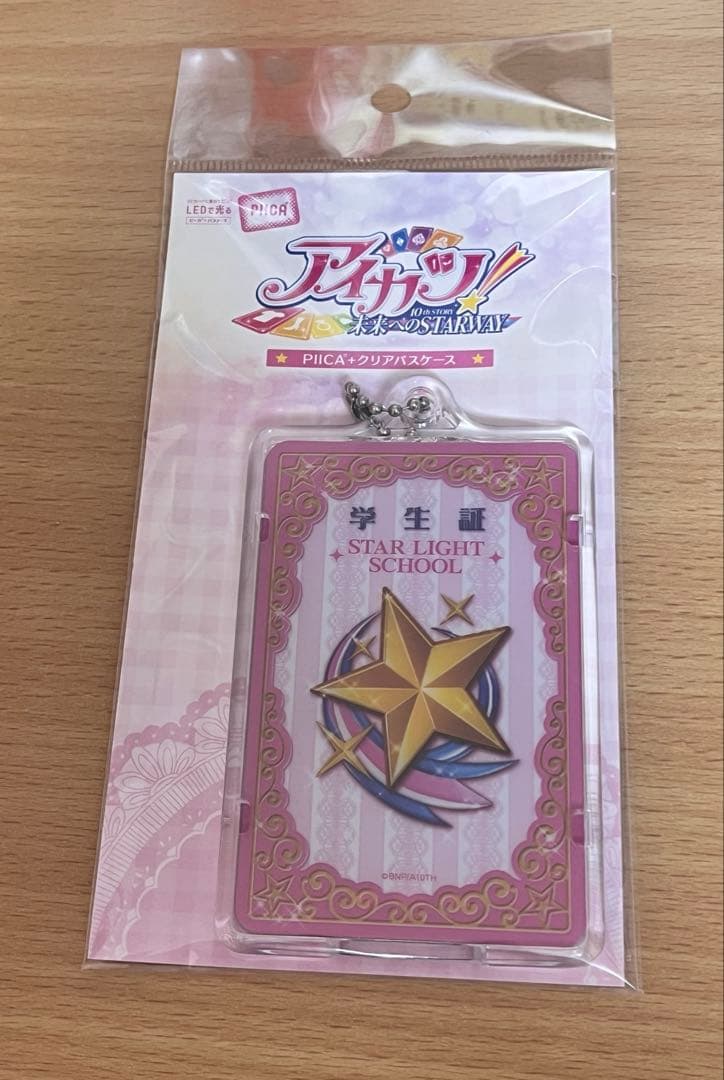 LEDで光る
PIICA
アイカツ!
10th STORY
未来へのSTARWAY
PIICA+クリアパスケース
学生証
STAR LIGHT
SCHOOL
©BNP/A10TH